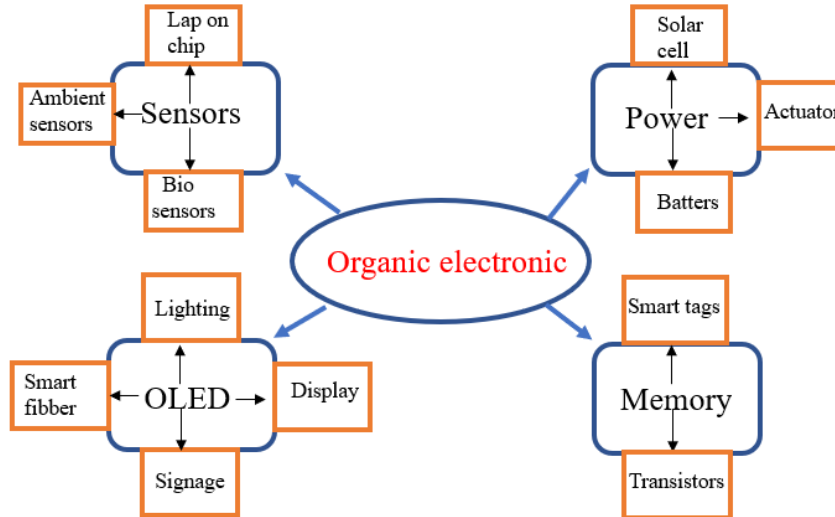 Lap on
chip
Ambient
sensors
Sensors
Bio
sensors
Solar
cell
Power
Actuator
Batters
Organic electronic
Lighting
Smart
fibber
OLED
Display
Signage
Smart tags
Memory
Transistors